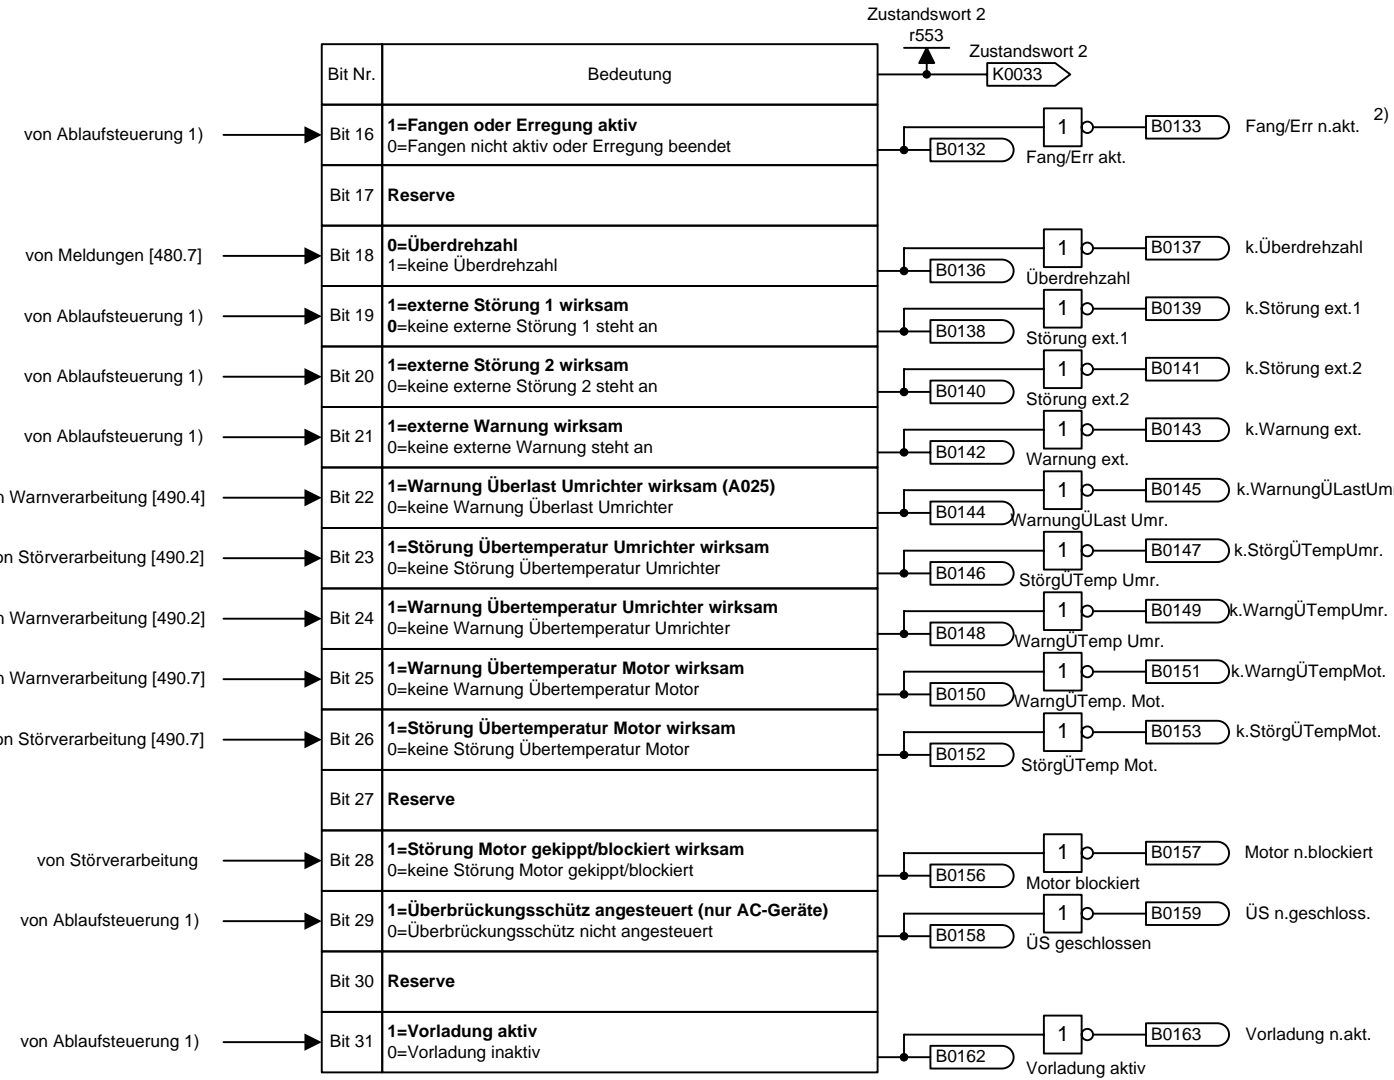 Zustandswort 2
r553
Zustandswort 2
K0033
Bit Nr. Bedeutung
2)
von Ablaufsteuerung 1) Bit 16 1=Fangen oder Erregung aktiv
0=Fangen nicht aktiv oder Erregung beendet
1 B0133 Fang/Err n.akt.
B0132 Fang/Err akt.
Bit 17 Reserve
von Meldungen [480.7] Bit 18 0=Überdrehzahl
1=keine Überdrehzahl
1 B0137 k.Überdrehzahl
B0136 Überdrehzahl
von Ablaufsteuerung 1) Bit 19 1=externe Störung 1 wirksam
0=keine externe Störung 1 steht an
1 B0139 k.Störung ext.1
B0138 Störung ext.1
von Ablaufsteuerung 1) Bit 20 1=externe Störung 2 wirksam
0=keine externe Störung 2 steht an
1 B0141 k.Störung ext.2
B0140 Störung ext.2
von Ablaufsteuerung 1) Bit 21 1=externe Warnung wirksam
0=keine externe Warnung steht an
1 B0143 k.Warnung ext.
B0142 Warnung ext.
n Warnverarbeitung [490.4] Bit 22 1=Warnung Überlast Umrichter wirksam (A025)
0=keine Warnung Überlast Umrichter
1 B0145 k.WarnungÜLastUmr
B0144 WarnungÜLast Umr.
on Störverarbeitung [490.2] Bit 23 1=Störung Übertemperatur Umrichter wirksam
0=keine Störung Übertemperatur Umrichter
1 B0147 k.StörgÜTempUmr.
B0146 StörgÜTemp Umr.
n Warnverarbeitung [490.2] Bit 24 1=Warnung Übertemperatur Umrichter wirksam
0=keine Warnung Übertemperatur Umrichter
1 B0149 k.WarngÜTempUmr.
B0148 WarngÜTemp Umr.
n Warnverarbeitung [490.7] Bit 25 1=Warnung Übertemperatur Motor wirksam
0=keine Warnung Übertemperatur Motor
1 B0151 k.WarngÜTempMot.
B0150 WarngÜTemp. Mot.
on Störverarbeitung [490.7] Bit 26 1=Störung Übertemperatur Motor wirksam
0=keine Störung Übertemperatur Motor
1 B0153 k.StörgÜTempMot.
B0152 StörgÜTemp Mot.
Bit 27 Reserve
von Störverarbeitung Bit 28 1=Störung Motor gekippt/blockiert wirksam
0=keine Störung Motor gekippt/blockiert
1 B0157 Motor n.blockiert
B0156 Motor blockiert
von Ablaufsteuerung 1) Bit 29 1=Überbrückungsschütz angesteuert (nur AC-Geräte)
0=Überbrückungsschütz nicht angesteuert
1 B0159 ÜS n.geschloss.
B0158 ÜS geschlossen
Bit 30 Reserve
von Ablaufsteuerung 1) Bit 31 1=Vorladung aktiv
0=Vorladung inaktiv
1 B0163 Vorladung n.akt.
B0162 Vorladung aktiv